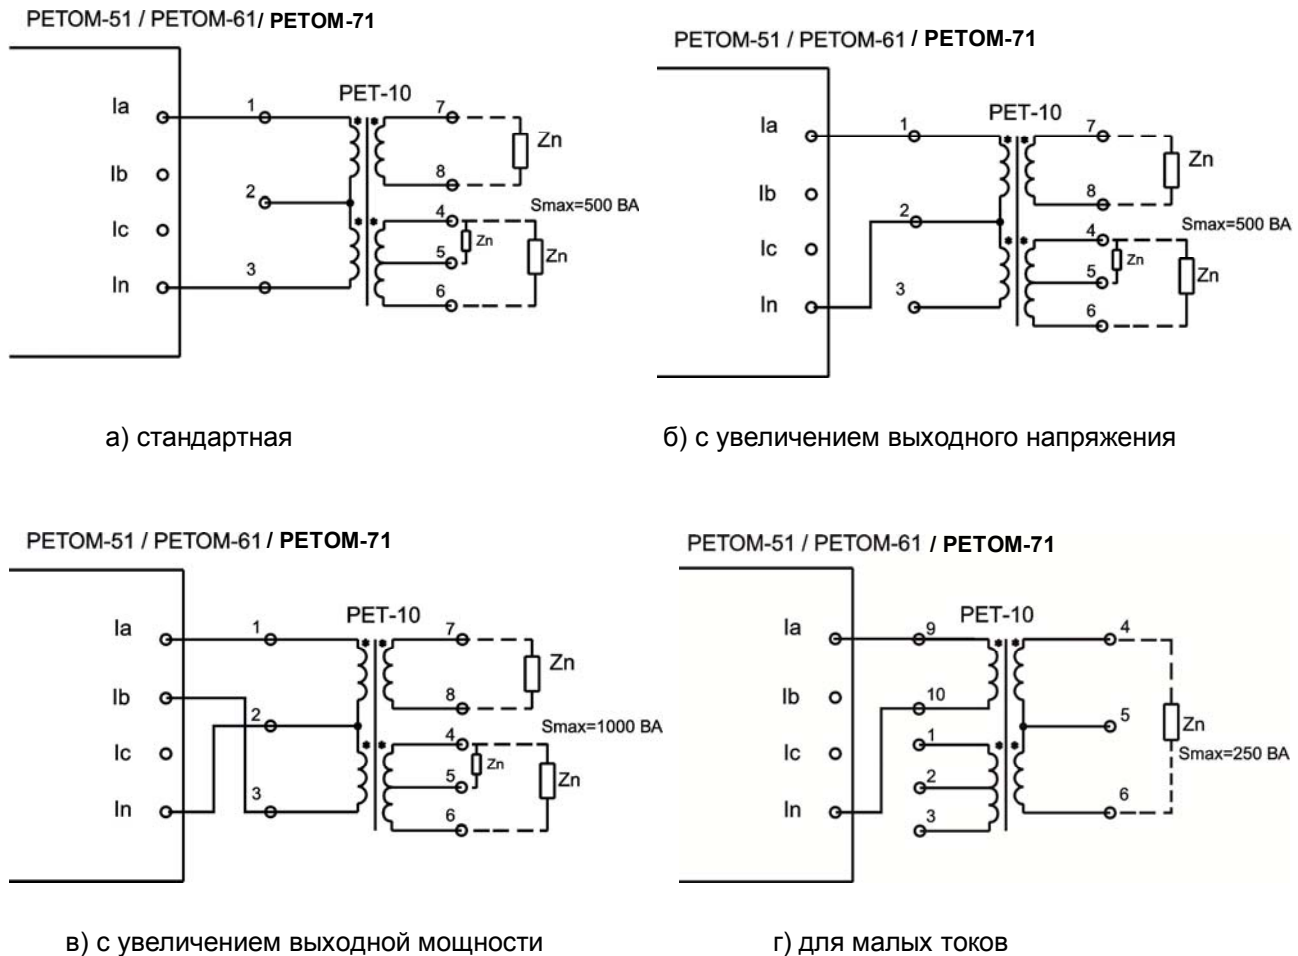 РЕТОМ-51 / РЕТОМ-61 / РЕТОМ-71
Ia
Ib
Ic
In
1
2
3
РЕТ-10
7
8
4
5
6
Zn
Zn
Zn
Smax=500 ВА
а) стандартная
РЕТОМ-51 / РЕТОМ-61 / РЕТОМ-71
Ia
Ib
Ic
In
1
2
3
РЕТ-10
7
8
4
5
6
Zn
Zn
Zn
Smax=500 ВА
б) с увеличением выходного напряжения
РЕТОМ-51 / РЕТОМ-61 / РЕТОМ-71
Ia
Ib
Ic
In
1
2
3
РЕТ-10
7
8
4
5
6
Zn
Zn
Zn
Smax=1000 ВА
в) с увеличением выходной мощности
РЕТОМ-51 / РЕТОМ-61 / РЕТОМ-71
Ia
Ib
Ic
In
9
10
1
2
3
РЕТ-10
4
5
6
Zn
Smax=250 ВА
г) для малых токов